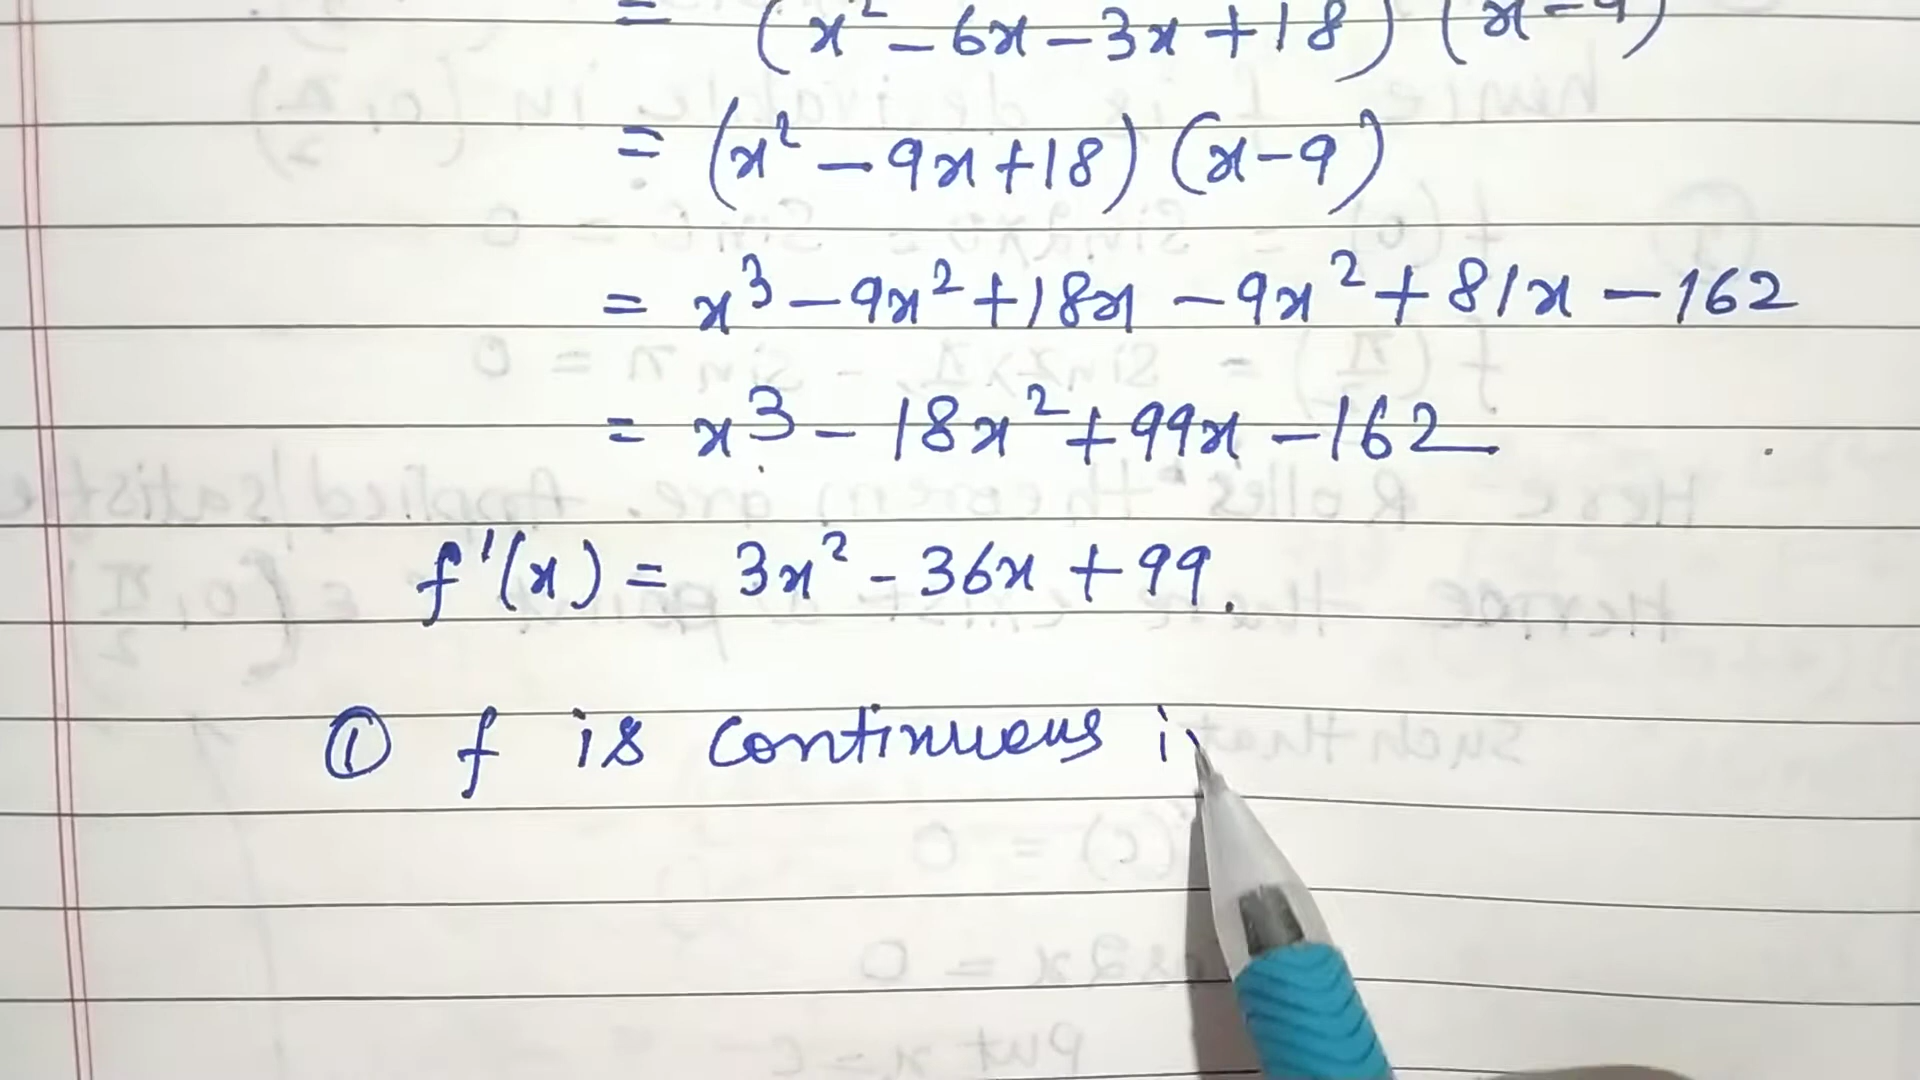 = (x² - 6x - 3x + 18) (x - 9)
= (x² - 9x + 18) (x - 9)
= x³ - 9x² + 18x - 9x² + 81x - 162
= x³ - 18x² + 99x - 162
f'(x) = 3x² - 36x + 99.
① f is continuous i